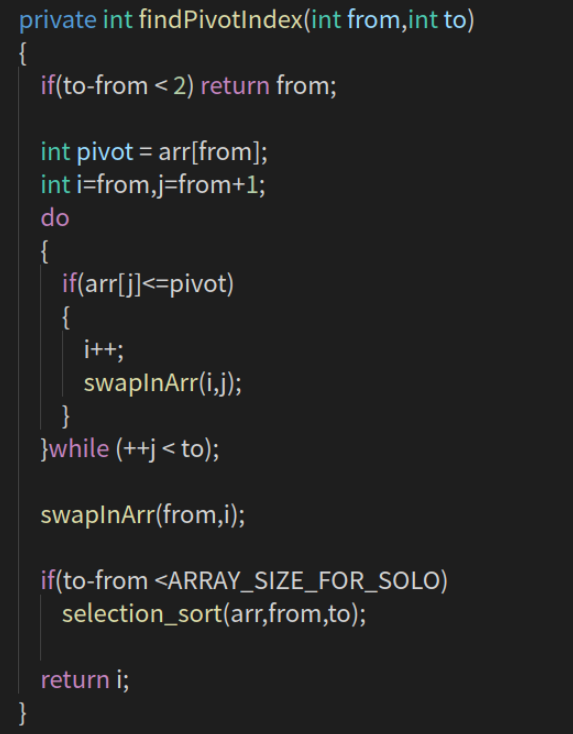 private int findPivotIndex(int from,int to)
{
if(to-from < 2) return from;
int pivot = arr[from];
int i=from,j=from+1;
do
{
if(arr[j]<=pivot)
{
i++;
swapInArr(i,j);
}
}while (++j < to);
swapInArr(from,i);
if(to-from <ARRAY_SIZE_FOR_SOLO)
selection_sort(arr,from,to);
return i;
}